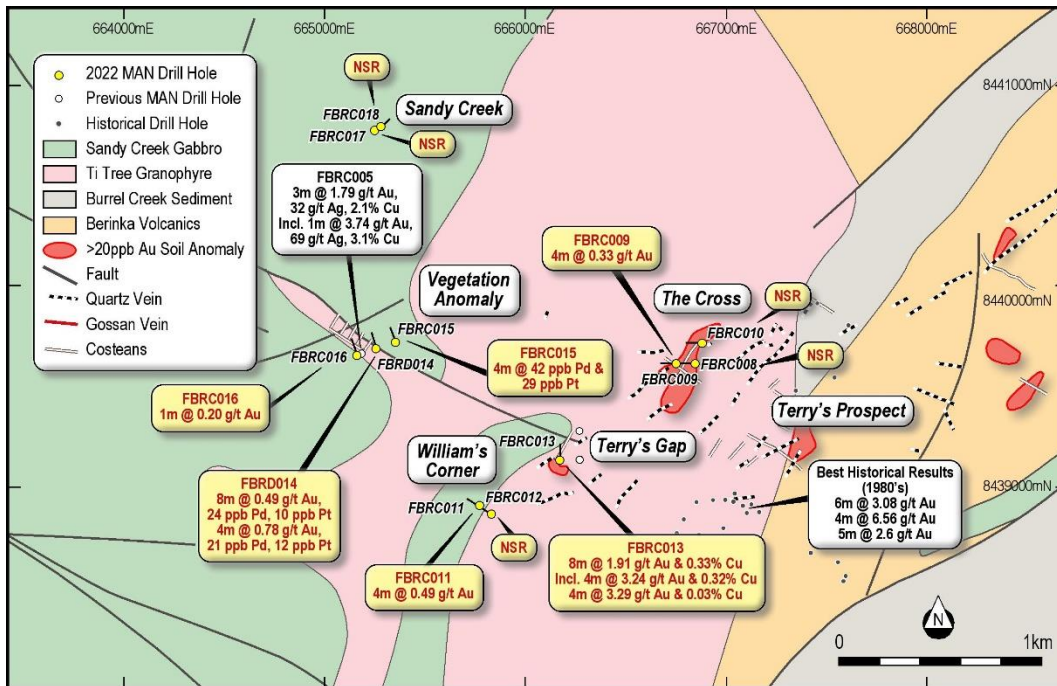 664000mE
665000mE
666000mE
667000mE
668000mE
8441000mN
8440000mN
8439000mN
2022 MAN Drill Hole
Previous MAN Drill Hole
Historical Drill Hole
Sandy Creek Gabbro
Ti Tree Granophyre
Burrel Creek Sediment
Berinka Volcanics
>20ppb Au Soil Anomaly
Fault
Quartz Vein
Gossan Vein
Costeans
NSR
FBRC018
Sandy Creek
FBRC017
NSR
FBRC005
3m @ 1.79 g/t Au,
32 g/t Ag, 2.1% Cu
Incl. 1m @ 3.74 g/t Au,
69 g/t Ag, 3.1% Cu
FBRC009
4m @ 0.33 g/t Au
Vegetation
Anomaly
The Cross
NSR
FBRC015
FBRC010
FBRC016
FBRD014
FBRC015
4m @ 42 ppb Pd &
29 ppb Pt
FBRC009
FBRC008
NSR
FBRC016
1m @ 0.20 g/t Au
Terry's Prospect
FBRC013
Terry's Gap
William's
Corner
FBRD014
8m @ 0.49 g/t Au,
24 ppb Pd, 10 ppb Pt
4m @ 0.78 g/t Au,
21 ppb Pd, 12 ppb Pt
FBRC012
FBRC011
NSR
Best Historical Results
(1980's)
6m @ 3.08 g/t Au
4m @ 6.56 g/t Au
5m @ 2.6 g/t Au
FBRC011
4m @ 0.49 g/t Au
FBRC013
8m @ 1.91 g/t Au & 0.33% Cu
Incl. 4m @ 3.24 g/t Au & 0.32% Cu
4m @ 3.29 g/t Au & 0.03% Cu
N
0
1km